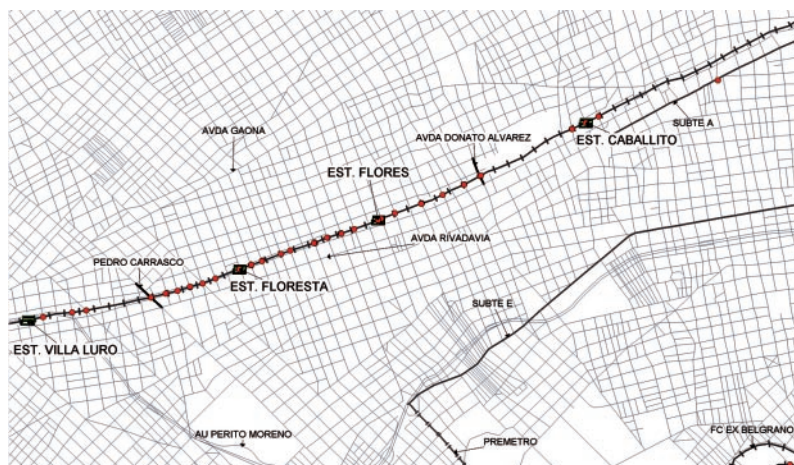 AVDA GAONA
AVDA DONATO ALVAREZ
SUBTE A
EST. CABALLITO
EST. FLORES
AVDA RIVADAVIA
PEDRO CARRASCO
EST. FLORESTA
SUBTE E
EST. VILLA LURO
AU PERITO MORENO
PREMETRO
FC EX BELGRANO